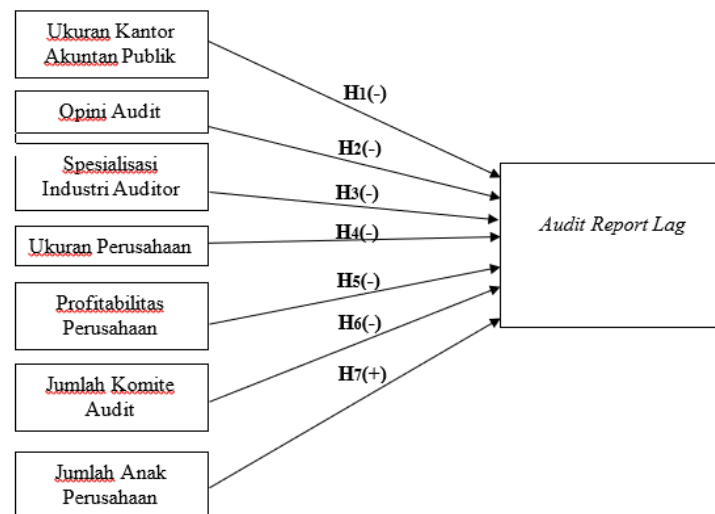 Ukuran Kantor
Akuntan Publik
H1(-)
Opini Audit
H2(-)
Spesialisasi
Industri Auditor
H3(-)
Audit Report Lag
H4(-)
Ukuran Perusahaan
H5(-)
Profitabilitas
Perusahaan
H6(-)
H7(+)
Jumlah Komite
Audit
Jumlah Anak
Perusahaan